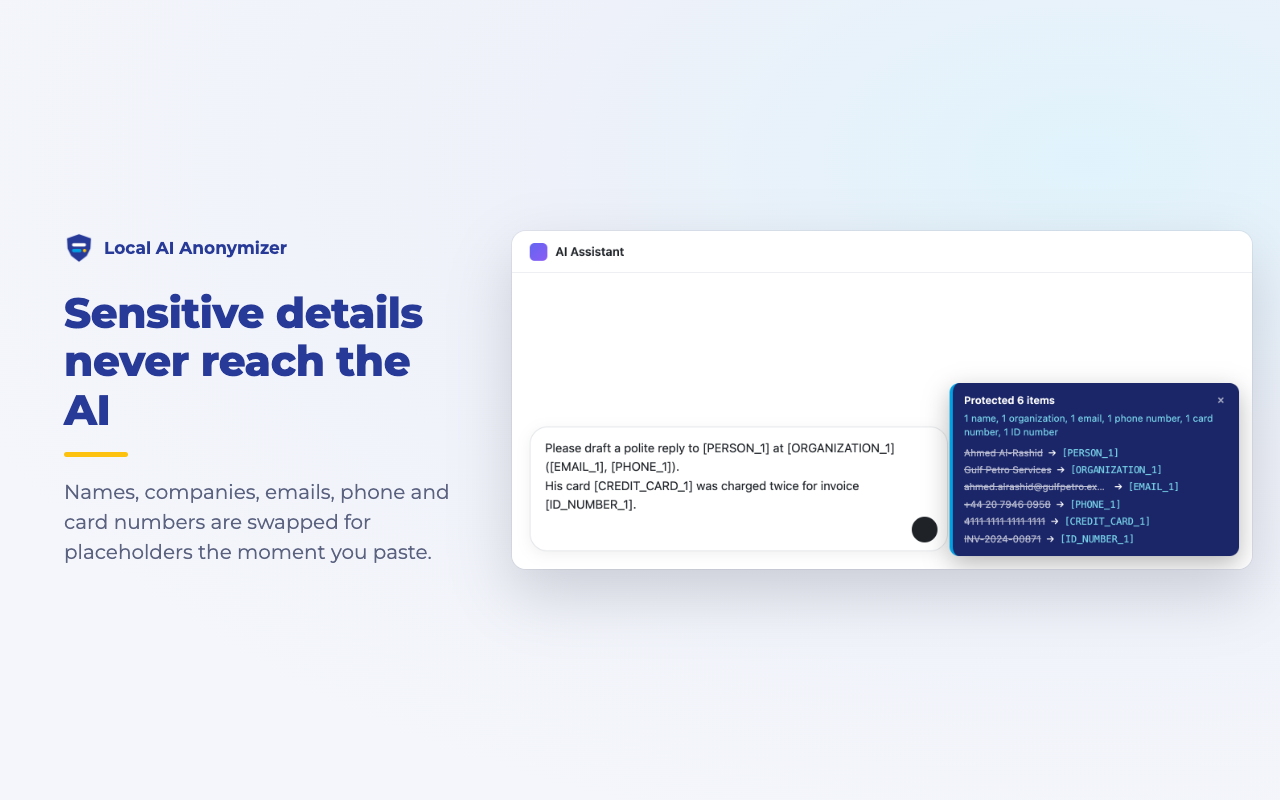 Local AI Anonymizer
Sensitive details
never reach the
AI
Names, companies, emails, phone and
card numbers are swapped for
placeholders the moment you paste.
AI Assistant
Please draft a polite reply to [PERSON_1] at [ORGANIZATION_1]
([EMAIL_1], [PHONE_1]).
His card [CREDIT_CARD_1] was charged twice for invoice
[ID_NUMBER_1].
Protected 6 items ×
1 name, 1 organization, 1 email, 1 phone number, 1 card
number, 1 ID number
Ahmed Al-Rashid → [PERSON_1]
Gulf Petro Services → [ORGANIZATION_1]
ahmed.alrashid@gulfpetro.ex... → [EMAIL_1]
+44 20 7946 0958 → [PHONE_1]
4111 1111 1111 1111 → [CREDIT_CARD_1]
INV-2024-00871 → [ID_NUMBER_1]